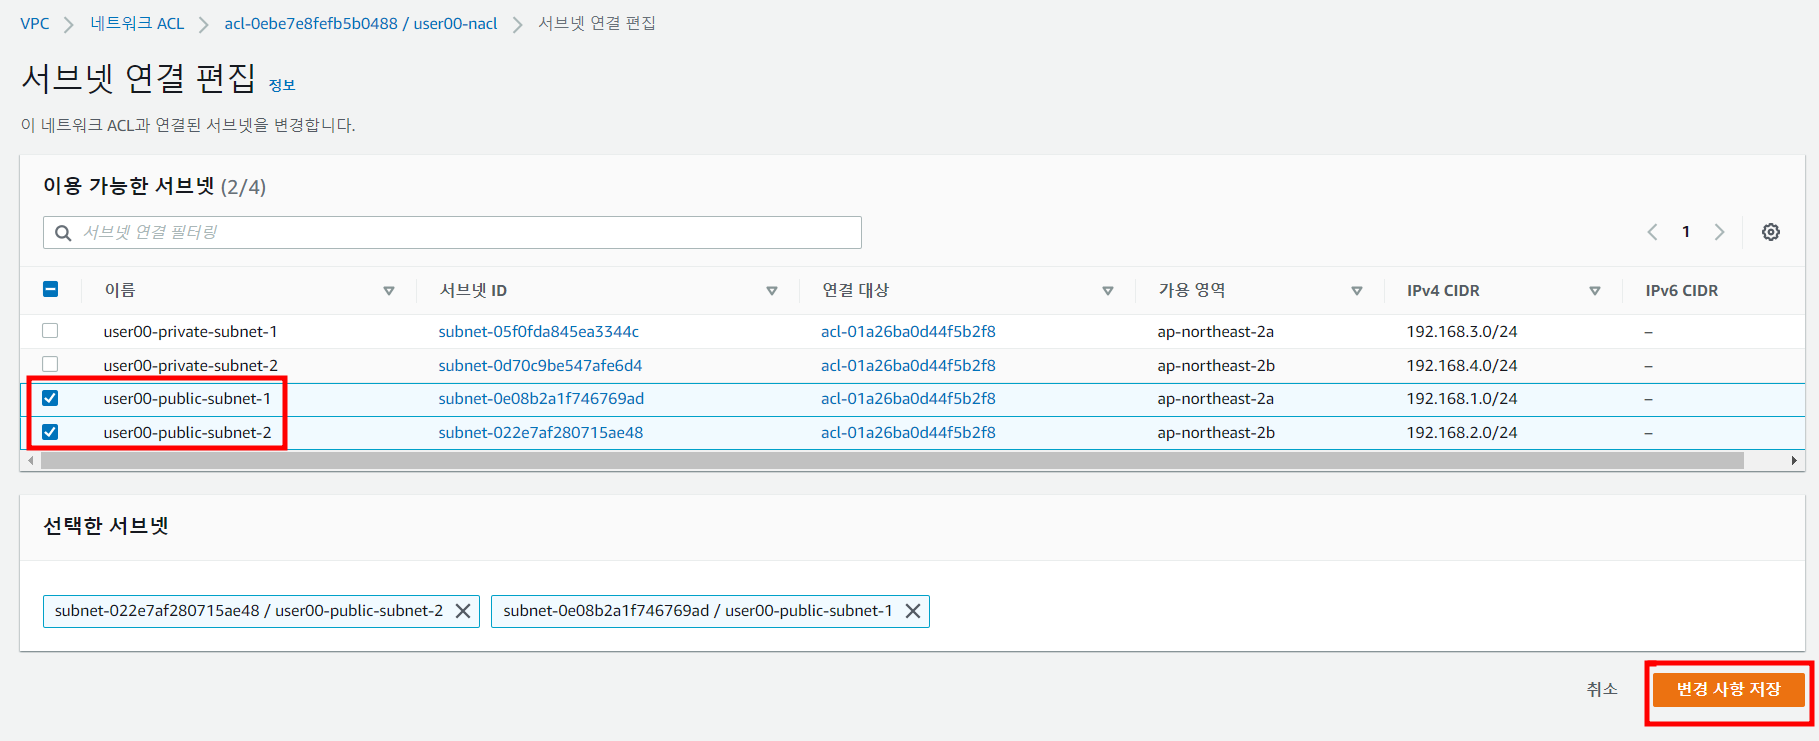 VPC 네트워크 ACL acl-0ebe7e8fefb5b0488 / user00-nacl 서브넷 연결 편집
서브넷 연결 편집 정보
이 네트워크 ACL과 연결된 서브넷을 변경합니다.
이용 가능한 서브넷 (2/4)
서브넷 연결 필터링
1
이름 서브넷 ID 연결 대상 가용 영역 IPv4 CIDR IPv6 CIDR
user00-private-subnet-1 subnet-05f0fda845ea3344c acl-01a26ba0d44f5b2f8 ap-northeast-2a 192.168.3.0/24 –
user00-private-subnet-2 subnet-0d70c9be547afe6d4 acl-01a26ba0d44f5b2f8 ap-northeast-2b 192.168.4.0/24 –
user00-public-subnet-1 subnet-0e08b2a1f746769ad acl-01a26ba0d44f5b2f8 ap-northeast-2a 192.168.1.0/24 –
user00-public-subnet-2 subnet-022e7af280715ae48 acl-01a26ba0d44f5b2f8 ap-northeast-2b 192.168.2.0/24 –
선택한 서브넷
subnet-022e7af280715ae48 / user00-public-subnet-2 subnet-0e08b2a1f746769ad / user00-public-subnet-1
취소 변경 사항 저장